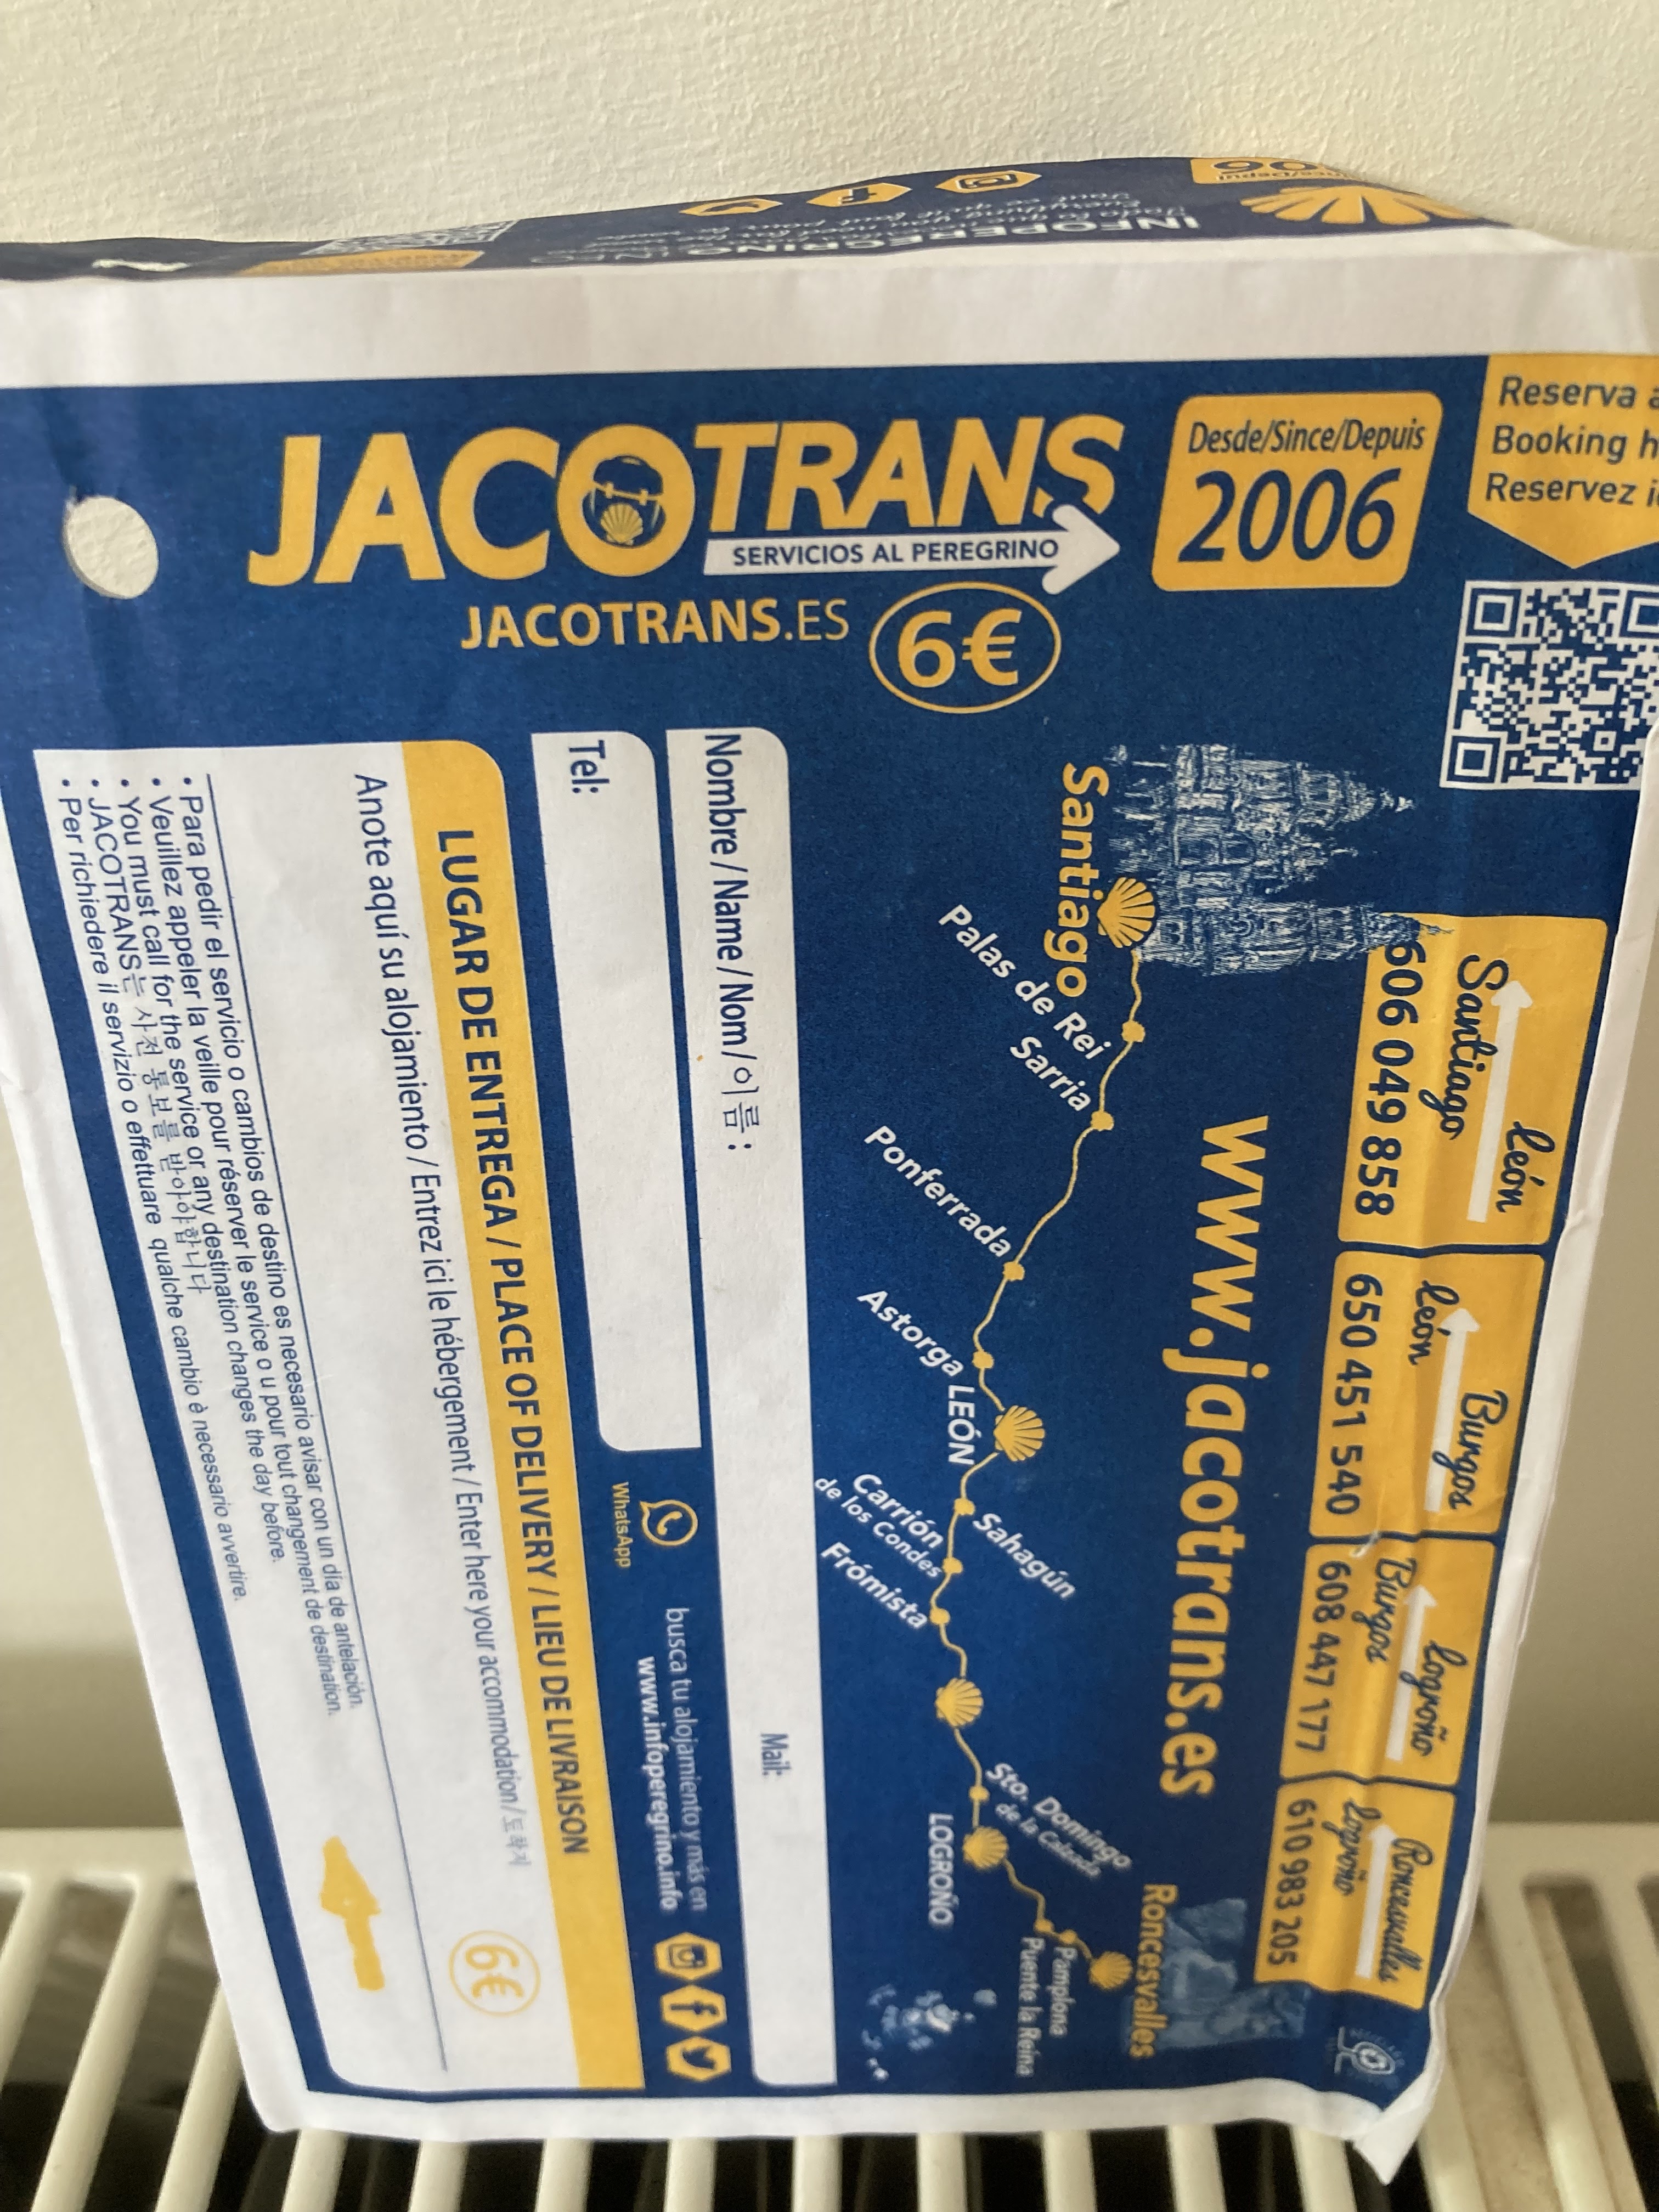 INFOPEREGRINO.INFO
JACOTRANS
SERVICIOS AL PEREGRINO
JACOTRANS.ES
6€
Desde/Since/Depuis
2006
Reserva
Booking
Reservez
Santiago
León
606 049 858
León
Burgos
650 451 540
Burgos
Logroño
608 447 177
Logroño
Roncesvalles
610 983 205
www.jacotrans.es
Santiago
Palas de Rei
Sarria
Ponferrada
Astorga
LEÓN
Sahagún
Carrión
de los Condes
Frómista
Sto. Domingo
de la Calzada
LOGROÑO
Puente la Reina
Pamplona
Roncesvalles
Nombre / Name / Nom / 이름 :
Mail:
Tel:
WhatsApp
busca tu alojamiento y más en
www.infoperegrino.info
LUGAR DE ENTREGA / PLACE OF DELIVERY / LIEU DE LIVRAISON
Anote aquí su alojamiento / Entrez ici le hébergement / Enter here your accommodation / 도착지
6€
• Para pedir el servicio o cambios de destino es necesario avisar con un día de antelación.
• Veuillez appeler la veille pour réserver le service o u pour tout changement de destination.
• You must call for the service or any destination changes the day before.
• JACOTRANS는 사전 통보를 받아야합니다
• Per richiedere il servizio o effettuare qualche cambio è necessario avvertire.